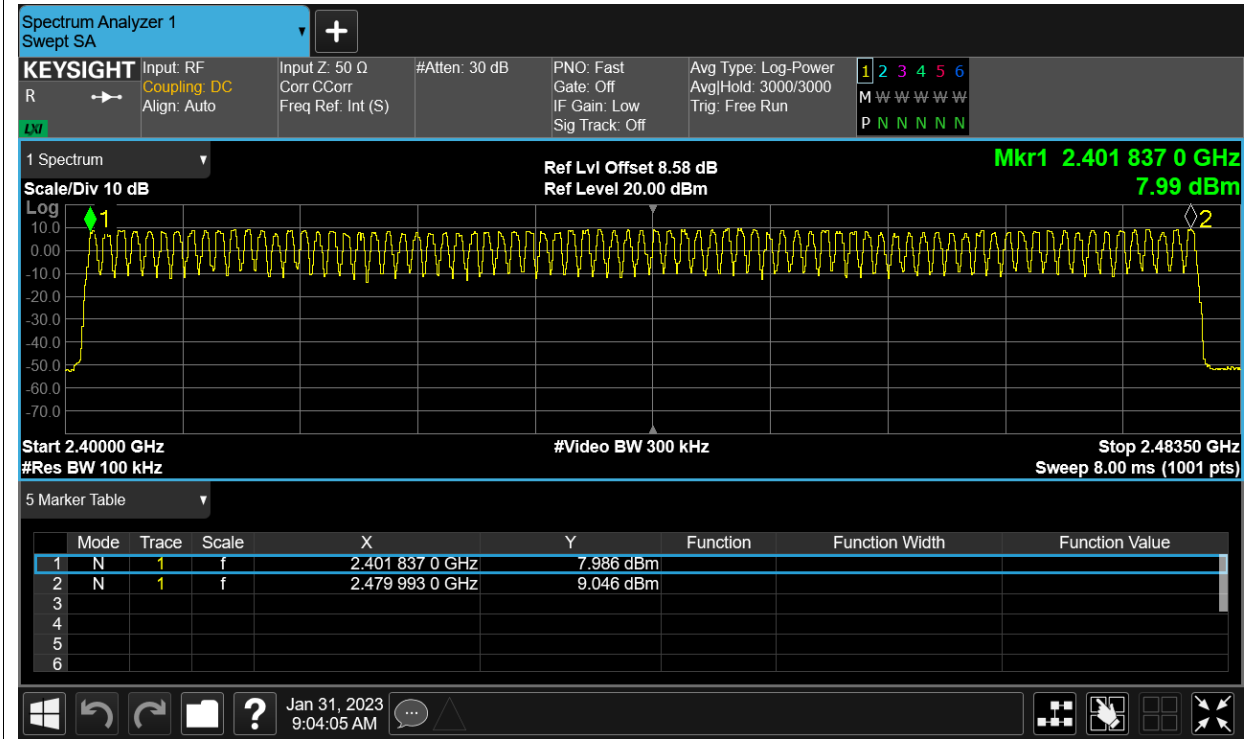 Spectrum Analyzer 1
Swept SA
KEYSIGHT
R
LXI
Input: RF
Coupling: DC
Align: Auto
Input Z: 50 Ω
Corr CCorr
Freq Ref: Int (S)
#Atten: 30 dB
PNO: Fast
Gate: Off
IF Gain: Low
Sig Track: Off
Avg Type: Log-Power
Avg|Hold: 3000/3000
Trig: Free Run
1 2 3 4 5 6
M W W W W W
P N N N N N
1 Spectrum
Scale/Div 10 dB
Ref Lvl Offset 8.58 dB
Ref Level 20.00 dBm
Mkr1 2.401 837 0 GHz
7.99 dBm
Log
1
2
10.0
0.00
-10.0
-20.0
-30.0
-40.0
-50.0
-60.0
-70.0
Start 2.40000 GHz
#Res BW 100 kHz
#Video BW 300 kHz
Stop 2.48350 GHz
Sweep 8.00 ms (1001 pts)
5 Marker Table
Mode Trace Scale X Y Function Function Width Function Value
1 N 1 f 2.401 837 0 GHz 7.986 dBm
2 N 1 f 2.479 993 0 GHz 9.046 dBm
3
4
5
6
?
Jan 31, 2023
9:04:05 AM